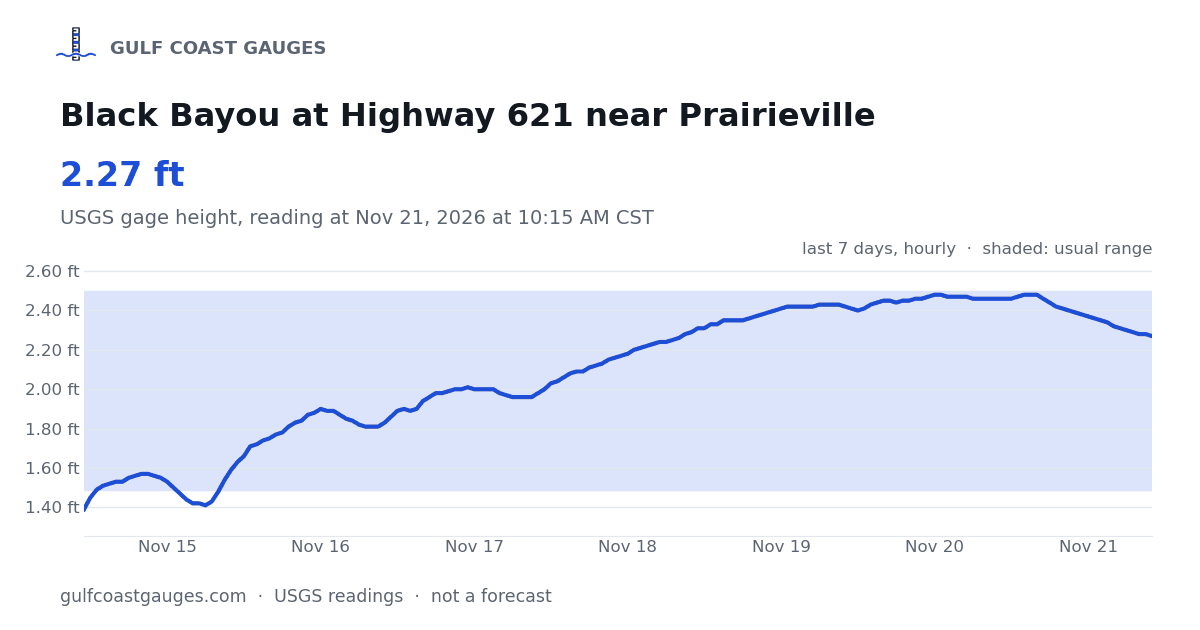 GULF COAST GAUGES
Black Bayou at Highway 621 near Prairieville
2.27 ft
USGS gage height, reading at Nov 21, 2026 at 10:15 AM CST
last 7 days, hourly · shaded: usual range
2.60 ft
2.40 ft
2.20 ft
2.00 ft
1.80 ft
1.60 ft
1.40 ft
Nov 15 Nov 16 Nov 17 Nov 18 Nov 19 Nov 20 Nov 21
gulfcoastgauges.com · USGS readings · not a forecast